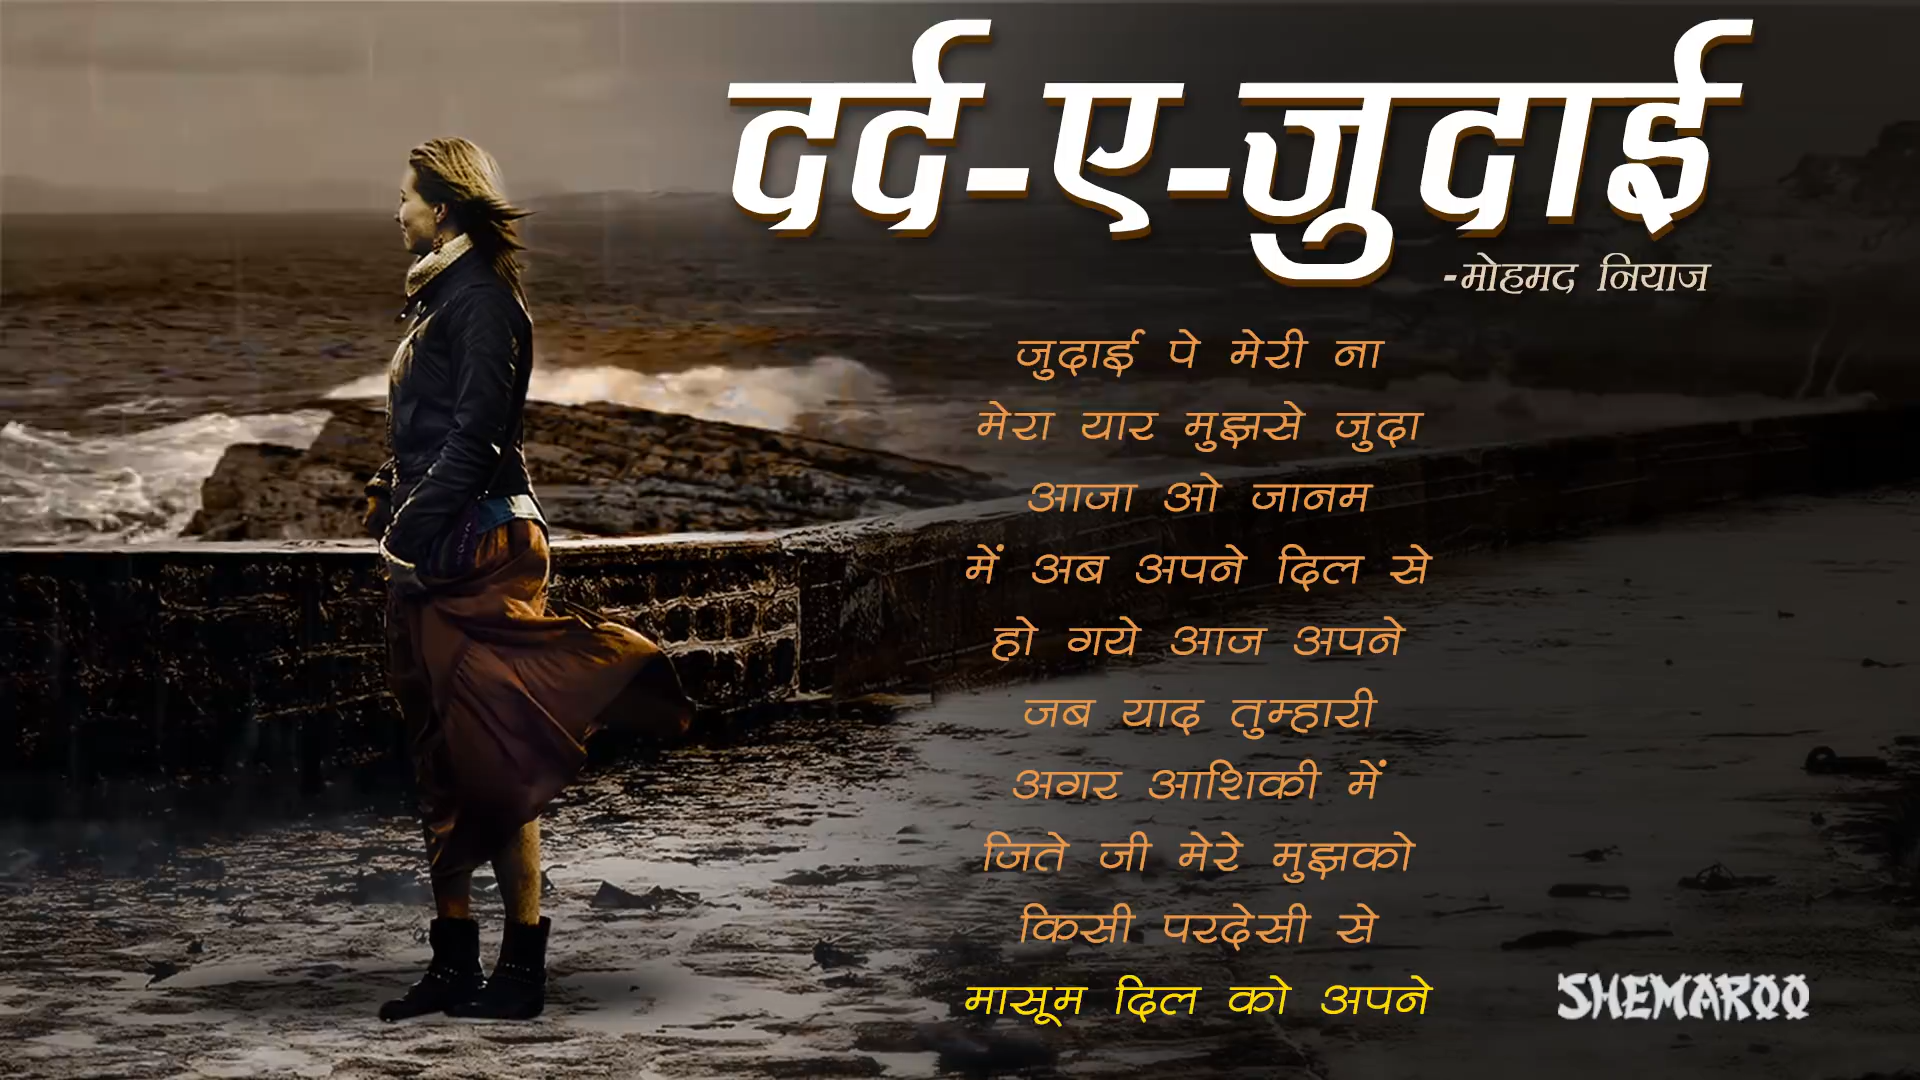 दर्द-ए-जुदाई
-मोहमद नियाज
जुदाई पे मेरी ना
मेरा यार मुझसे जुदा
आजा ओ जानम
में अब अपने दिल से
हो गये आज अपने
जब याद तुम्हारी
अगर आशिकी में
जिते जी मेरे मुझको
किसी परदेसी से
मासूम दिल को अपने
SHEMAROO